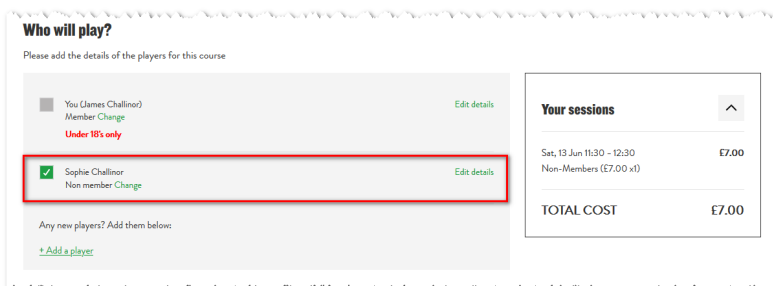 Who will play?
Please add the details of the players for this course
You (James Challinor)
Edit details
Member Change
Under 18's only
Sophie Challinor
Edit details
Non member Change
Any new players? Add them below:
+ Add a player
Your sessions
Sat, 13 Jun 11:30 - 12:30
£7.00
Non-Members (£7.00 x1)
TOTAL COST
£7.00